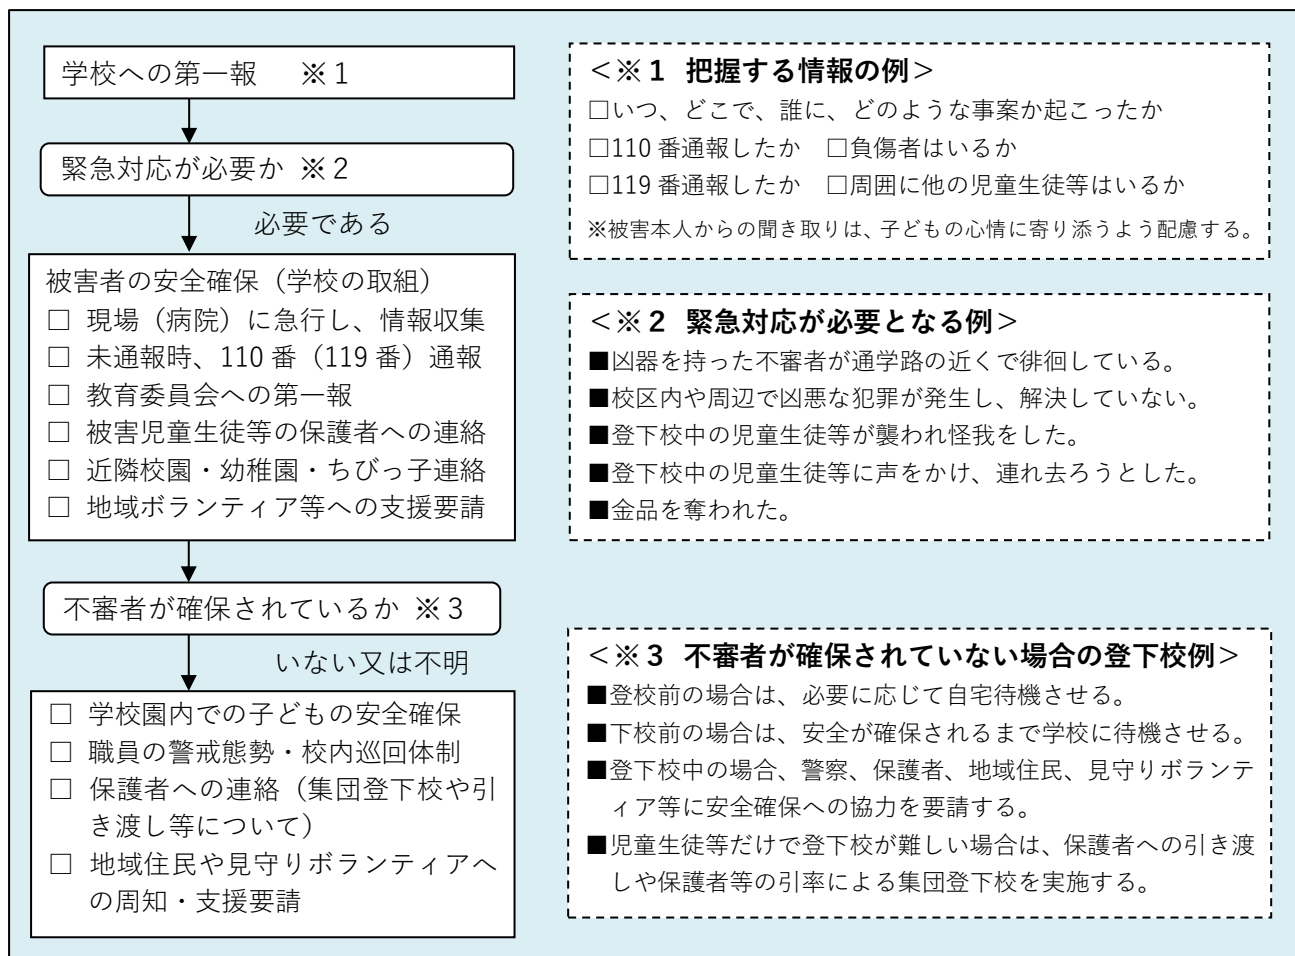 学校への第一報　※１
緊急対応が必要か ※２
必要である
被害者の安全確保（学校の取組）
□ 現場（病院）に急行し、情報収集
□ 未通報時、110番（119番）通報
□ 教育委員会への第一報
□ 被害児童生徒等の保護者への連絡
□ 近隣校園・幼稚園・ちびっ子連絡
□ 地域ボランティア等への支援要請
不審者が確保されているか ※３
いない又は不明
□ 学校園内での子どもの安全確保
□ 職員の警戒態勢・校内巡回体制
□ 保護者への連絡（集団登下校や引
き渡し等について）
□ 地域住民や見守りボランティアへ
の周知・支援要請
＜※１ 把握する情報の例＞
□いつ、どこで、誰に、どのような事案か起こったか
□110番通報したか　□負傷者はいるか
□119番通報したか　□周囲に他の児童生徒等はいるか
※被害本人からの聞き取りは、子どもの心情に寄り添うよう配慮する。
＜※２ 緊急対応が必要となる例＞
■凶器を持った不審者が通学路の近くで徘徊している。
■校区内や周辺で凶悪な犯罪が発生し、解決していない。
■登下校中の児童生徒等が襲われ怪我をした。
■登下校中の児童生徒等に声をかけ、連れ去ろうとした。
■金品を奪われた。
＜※３ 不審者が確保されていない場合の登下校例＞
■登校前の場合は、必要に応じて自宅待機させる。
■下校前の場合は、安全が確保されるまで学校に待機させる。
■登下校中の場合、警察、保護者、地域住民、見守りボランテ
ィア等に安全確保への協力を要請する。
■児童生徒等だけで登下校が難しい場合は、保護者への引き渡
しや保護者等の引率による集団登下校を実施する。